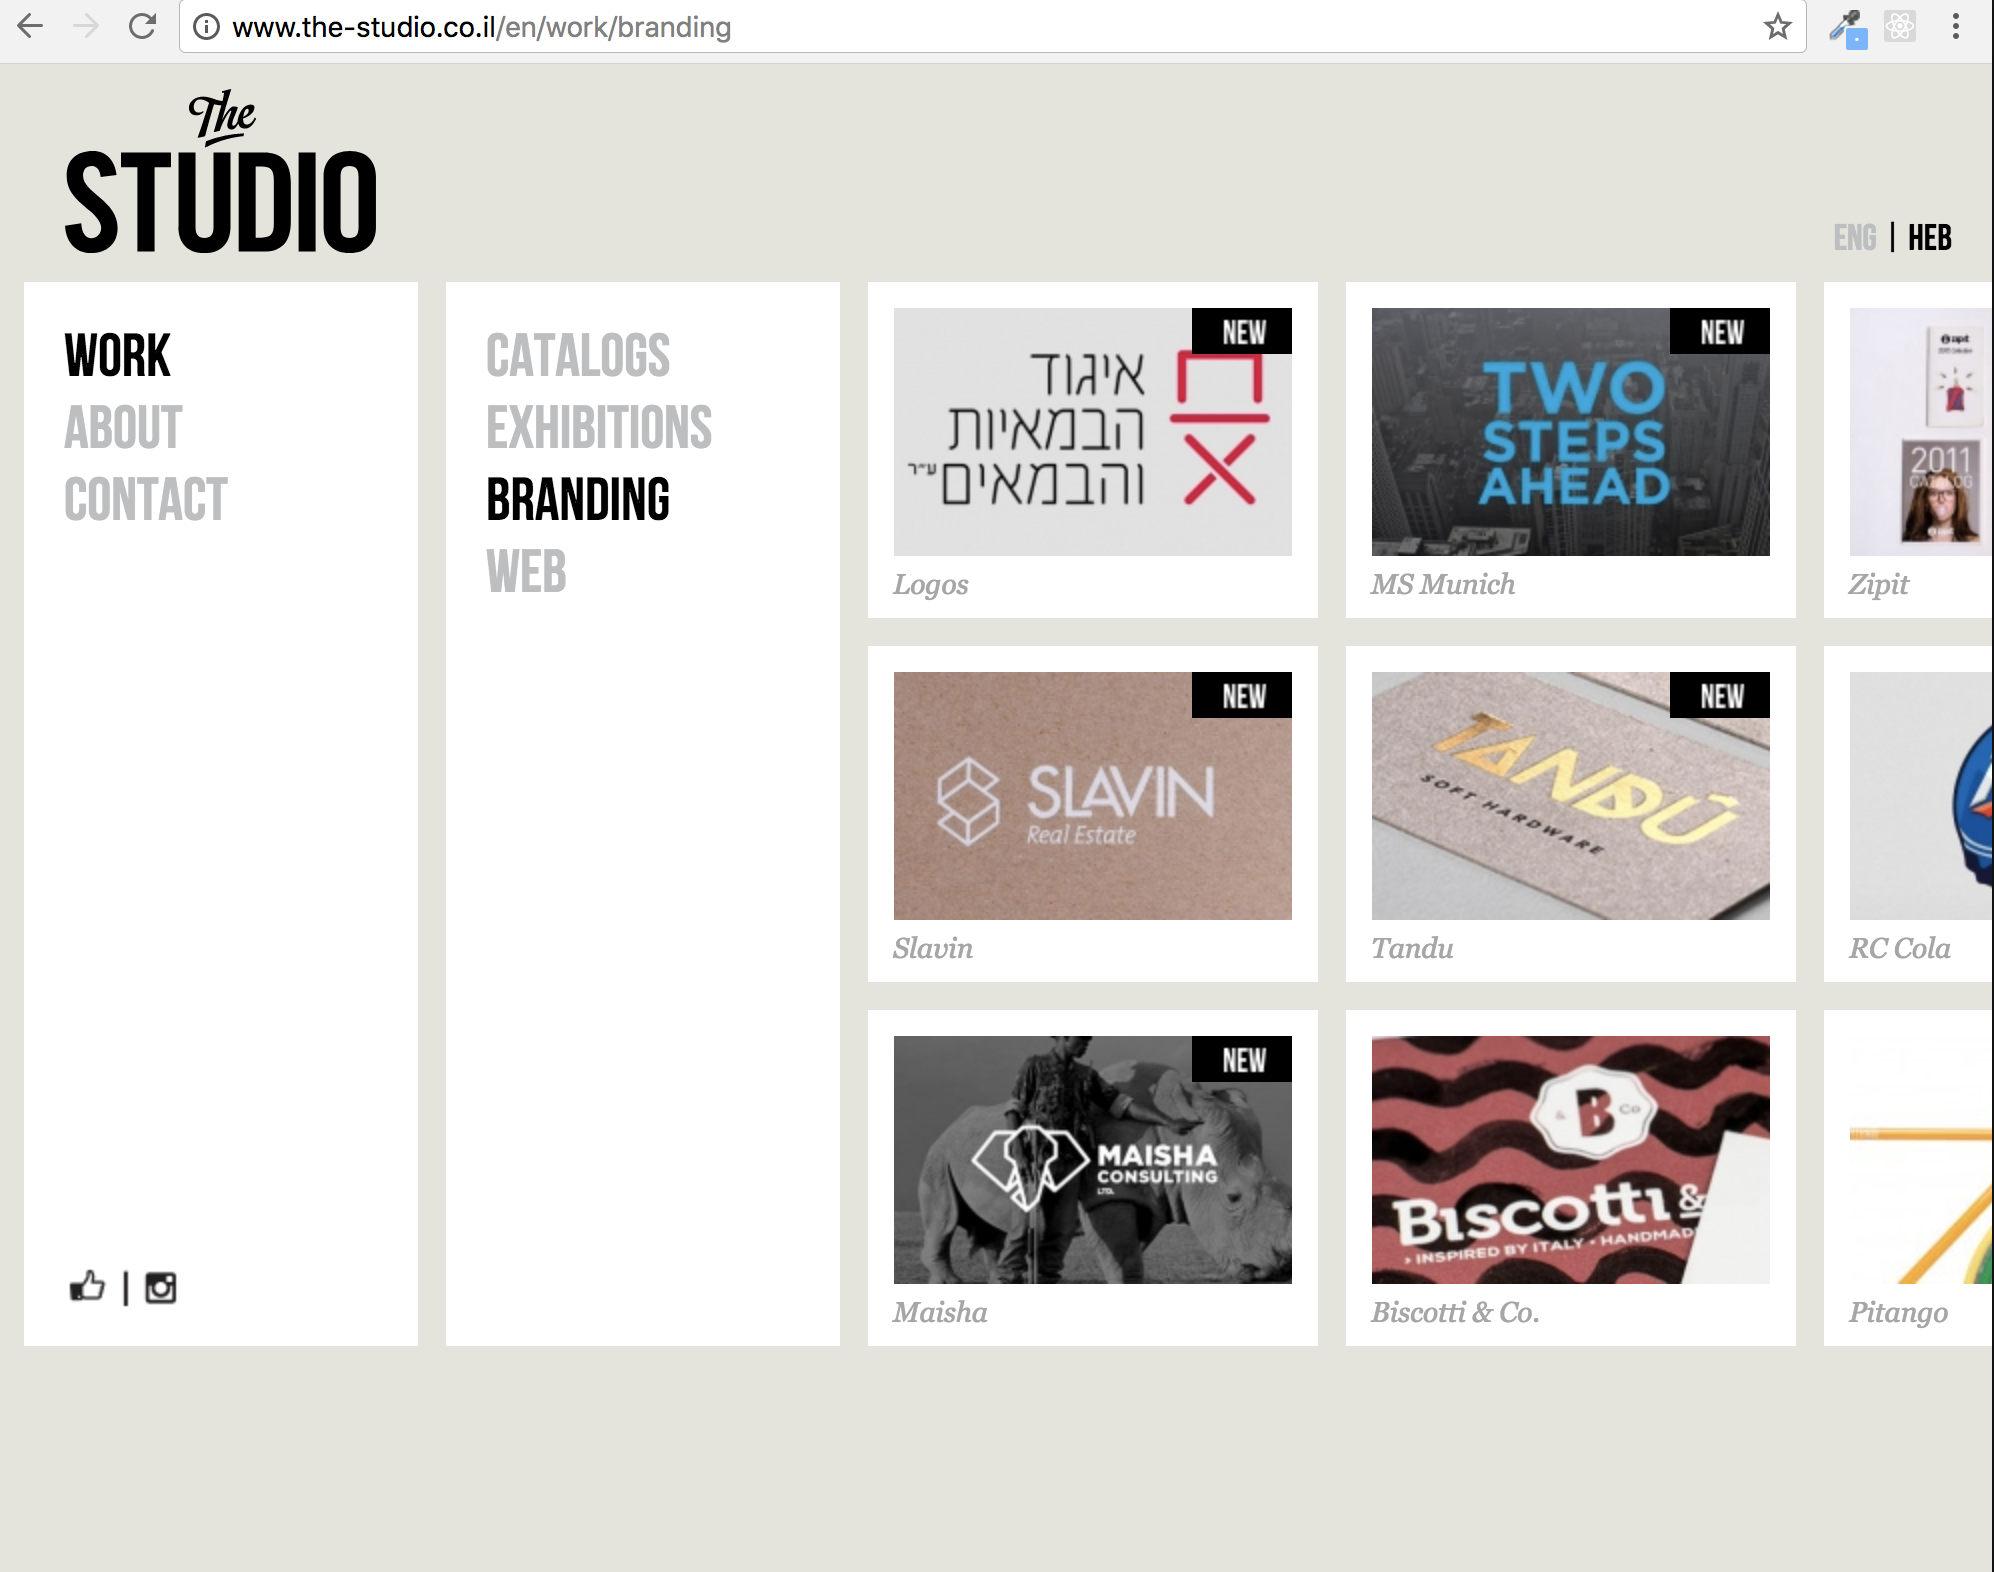 www.the-studio.co.il/en/work/branding
The
STUDIO
ENG | HEB
WORK
ABOUT
CONTACT
CATALOGS
EXHIBITIONS
BRANDING
WEB
NEW
איגוד
הבמאיות
והבמאים ע״ר
Logos
NEW
TWO
STEPS
AHEAD
MS Munich
zipit
2011
CATALOG
Zipit
NEW
SLAVIN
Real Estate
Slavin
NEW
TANDŪ
SOFT HARDWARE
Tandu
RC Cola
NEW
MAISHA
CONSULTING
LTD.
Maisha
& B Co
BISCOTTI &
INSPIRED BY ITALY • HANDMAD
Biscotti & Co.
Pitango